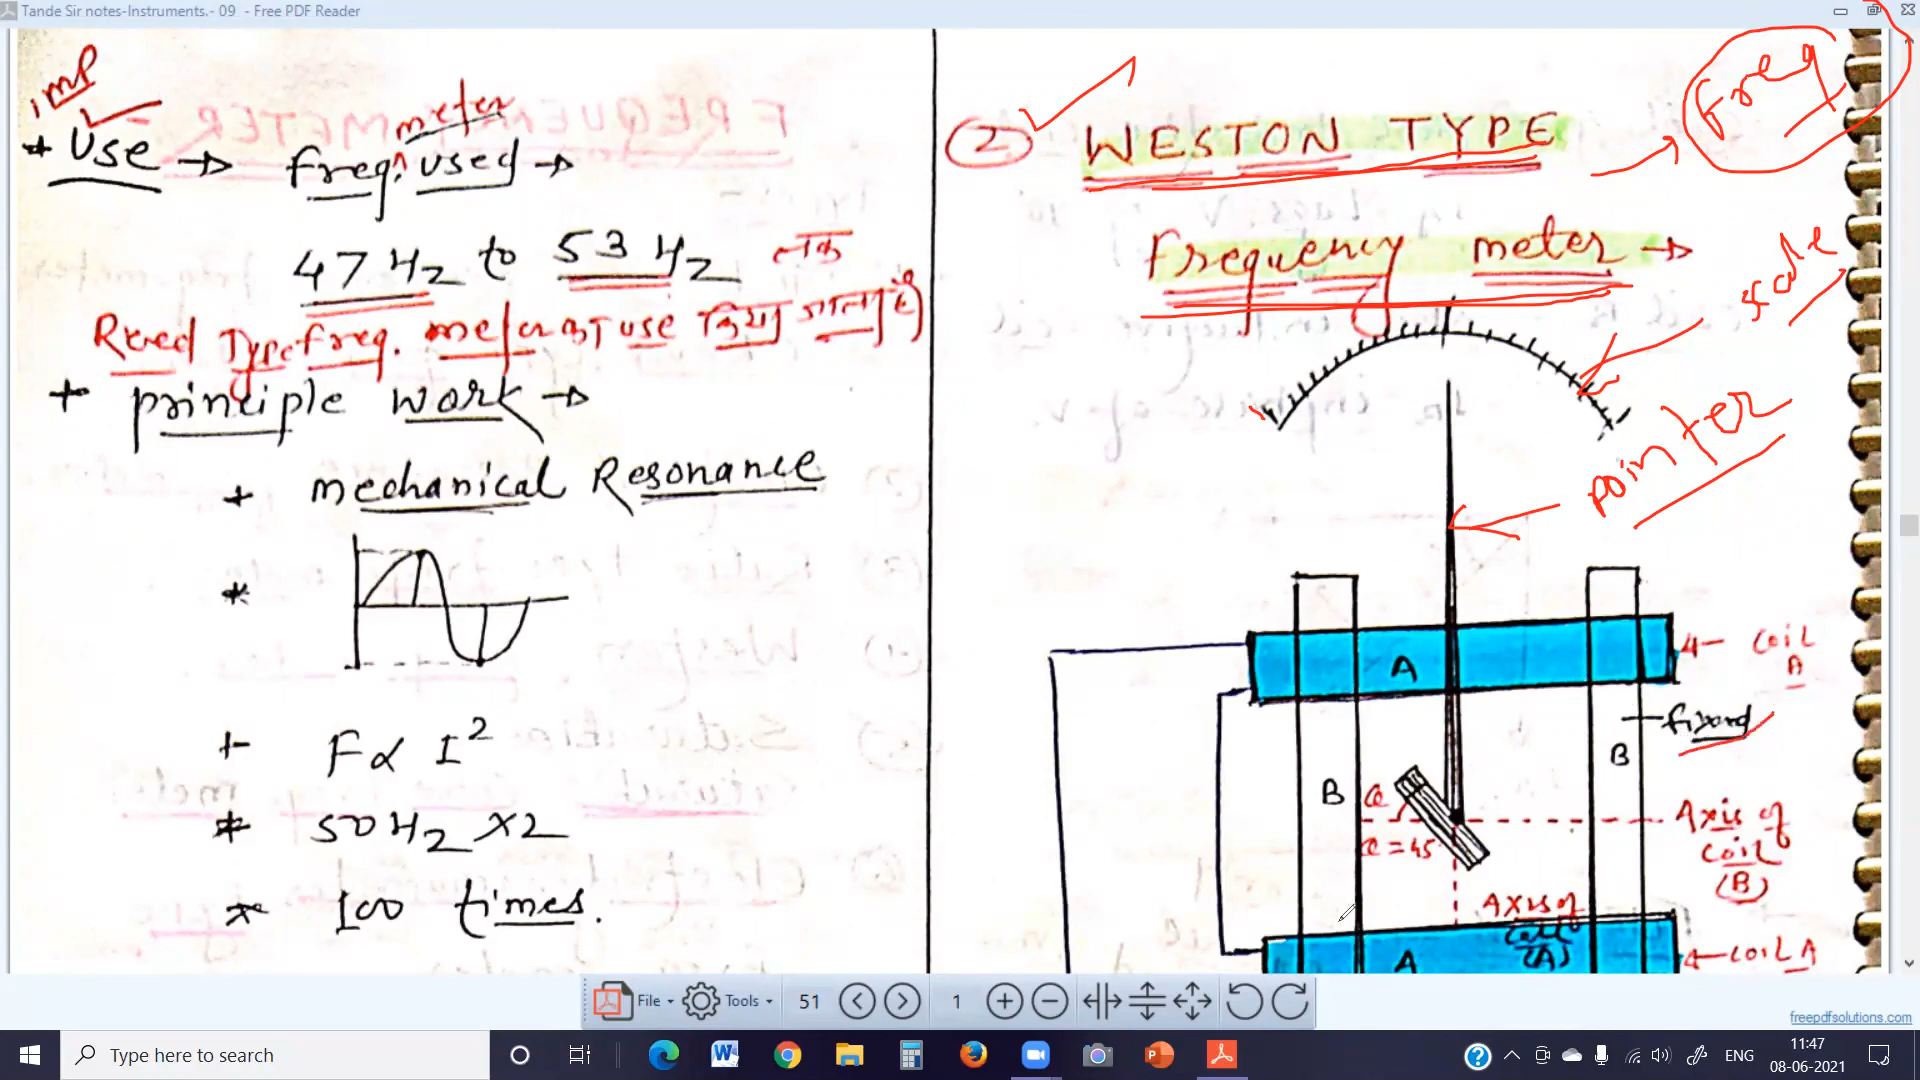 Tande Sir notes-Instruments.- 09 - Free PDF Reader
imp
+ Use → freq. meter used →
47 Hz to 53 Hz तक
Reed Type freq. meter का use किया जाता है
+ principle work →
+ mechanical Resonance
+ F∝ I²
* 50 Hz × 2
* 100 times.
② WESTON TYPE
Freq
Frequency meter →
scale
pointer
A
coil A
fixed
B
B
α
α = 45
Axis of coil (B)
Axis of coil (A)
A
coil A
File
Tools
51
1
freepdfsolutions.com
Type here to search
ENG
11:47
08-06-2021